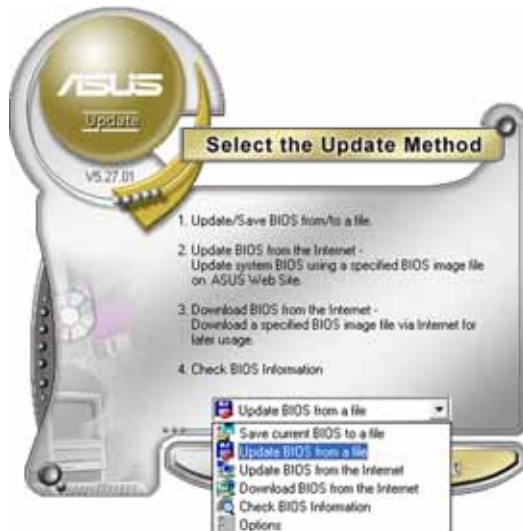 ASUS
Update
V5.27.01
Select the Update Method
1. Update/Save BIOS from/to a file.
2. Update BIOS from the Internet -
Update system BIOS using a specified BIOS image file
on ASUS Web Site.
3. Download BIOS from the Internet -
Download a specified BIOS image file via Internet for
later usage.
4. Check BIOS Information
Update BIOS from a file
Save current BIOS to a file
Update BIOS from a file
Update BIOS from the Internet
Download BIOS from the Internet
Check BIOS Information
Options